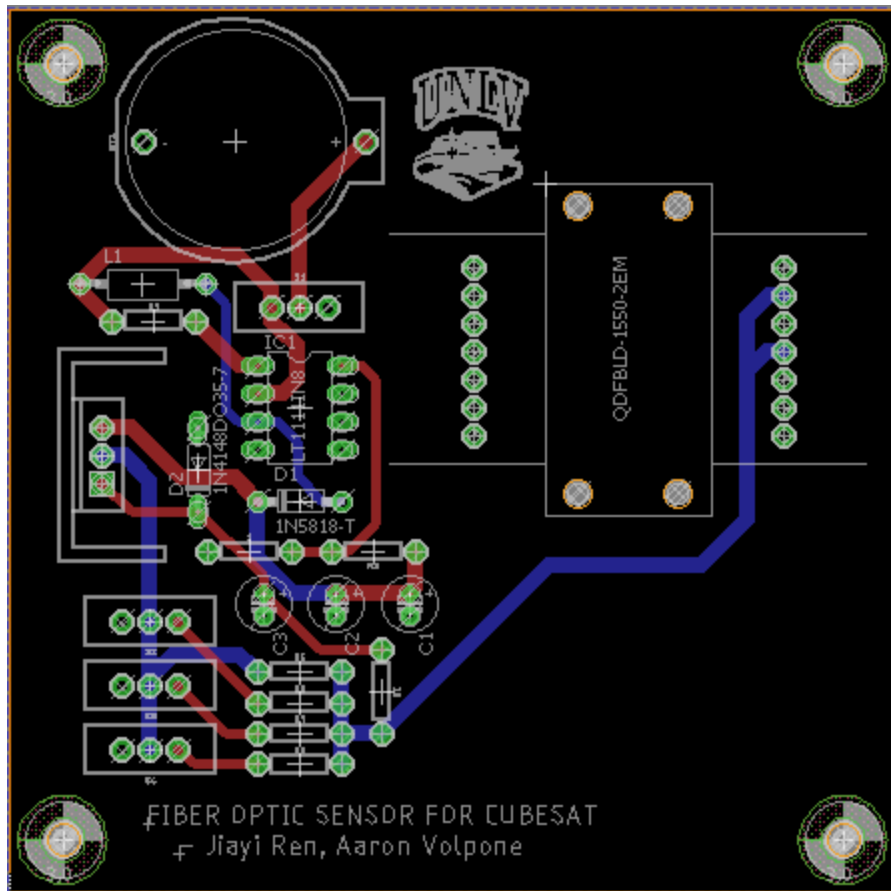 UNLV
-
+
L1
IC1
LT1111IN8
QDFBLD-1550-2EM
1N4148DO35-7
D2
D1
1N5818-T
+
+
+
C3
C2
C1
FIBER OPTIC SENSOR FOR CUBESAT
Jiayi Ren, Aaron Volpone